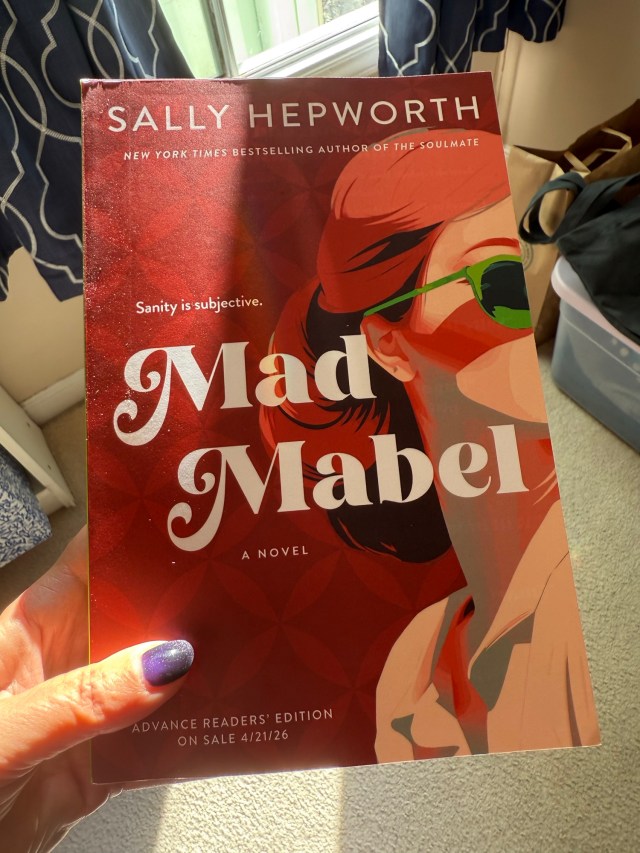 SALLY HEPWORTH
NEW YORK TIMES BESTSELLING AUTHOR OF THE SOULMATE
Sanity is subjective.
Mad
Mabel
A NOVEL
ADVANCE READERS' EDITION
ON SALE 4/21/26